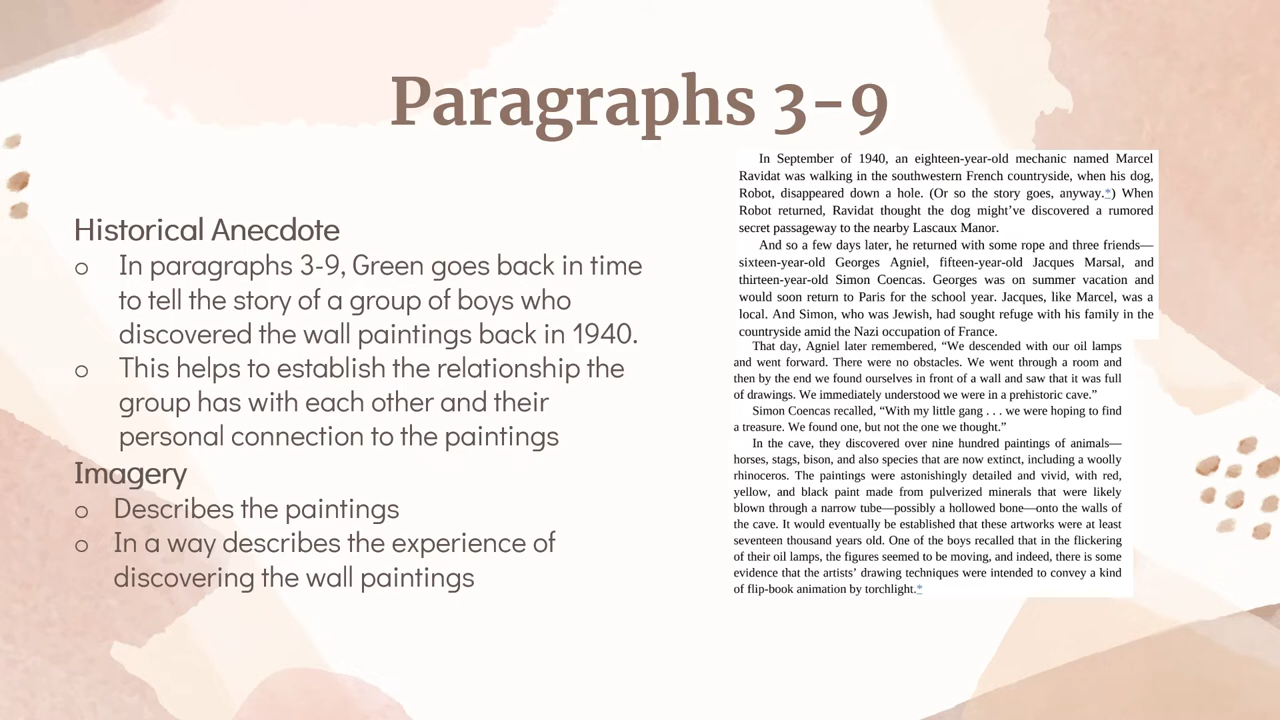 Paragraphs 3-9
Historical Anecdote
o In paragraphs 3-9, Green goes back in time
to tell the story of a group of boys who
discovered the wall paintings back in 1940.
o This helps to establish the relationship the
group has with each other and their
personal connection to the paintings
Imagery
o Describes the paintings
o In a way describes the experience of
discovering the wall paintings
In September of 1940, an eighteen-year-old mechanic named Marcel
Ravidat was walking in the southwestern French countryside, when his dog,
Robot, disappeared down a hole. (Or so the story goes, anyway.*) When
Robot returned, Ravidat thought the dog might’ve discovered a rumored
secret passageway to the nearby Lascaux Manor.
And so a few days later, he returned with some rope and three friends—
sixteen-year-old Georges Agniel, fifteen-year-old Jacques Marsal, and
thirteen-year-old Simon Coencas. Georges was on summer vacation and
would soon return to Paris for the school year. Jacques, like Marcel, was a
local. And Simon, who was Jewish, had sought refuge with his family in the
countryside amid the Nazi occupation of France.
That day, Agniel later remembered, “We descended with our oil lamps
and went forward. There were no obstacles. We went through a room and
then by the end we found ourselves in front of a wall and saw that it was full
of drawings. We immediately understood we were in a prehistoric cave.”
Simon Coencas recalled, “With my little gang . . . we were hoping to find
a treasure. We found one, but not the one we thought.”
In the cave, they discovered over nine hundred paintings of animals—
horses, stags, bison, and also species that are now extinct, including a woolly
rhinoceros. The paintings were astonishingly detailed and vivid, with red,
yellow, and black paint made from pulverized minerals that were likely
blown through a narrow tube—possibly a hollowed bone—onto the walls of
the cave. It would eventually be established that these artworks were at least
seventeen thousand years old. One of the boys recalled that in the flickering
of their oil lamps, the figures seemed to be moving, and indeed, there is some
evidence that the artists’ drawing techniques were intended to convey a kind
of flip-book animation by torchlight.*